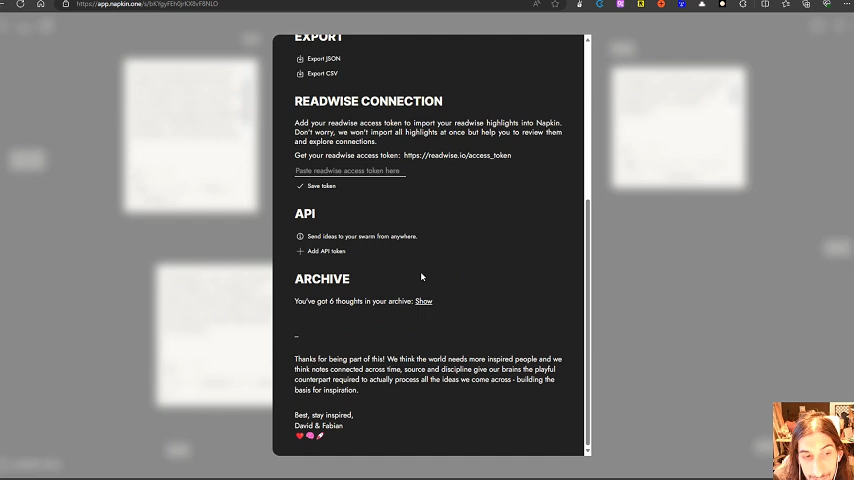 https://app.napkin.one/s/bKYgyFEh0jrKX8vF8NLO
EXPORT
Export JSON
Export CSV
READWISE CONNECTION
Add your readwise access token to import your readwise highlights into Napkin.
Don't worry, we won't import all highlights at once but help you to review them
and explore connections.
Get your readwise access token: https://readwise.io/access_token
Paste readwise access token here
Save token
API
Send ideas to your swarm from anywhere.
Add API token
ARCHIVE
You've got 6 thoughts in your archive: Show
–
Thanks for being part of this! We think the world needs more inspired people and we
think notes connected across time, source and discipline give our brains the playful
counterpart required to actually process all the ideas we come across - building the
basis for inspiration.
Best, stay inspired,
David & Fabian